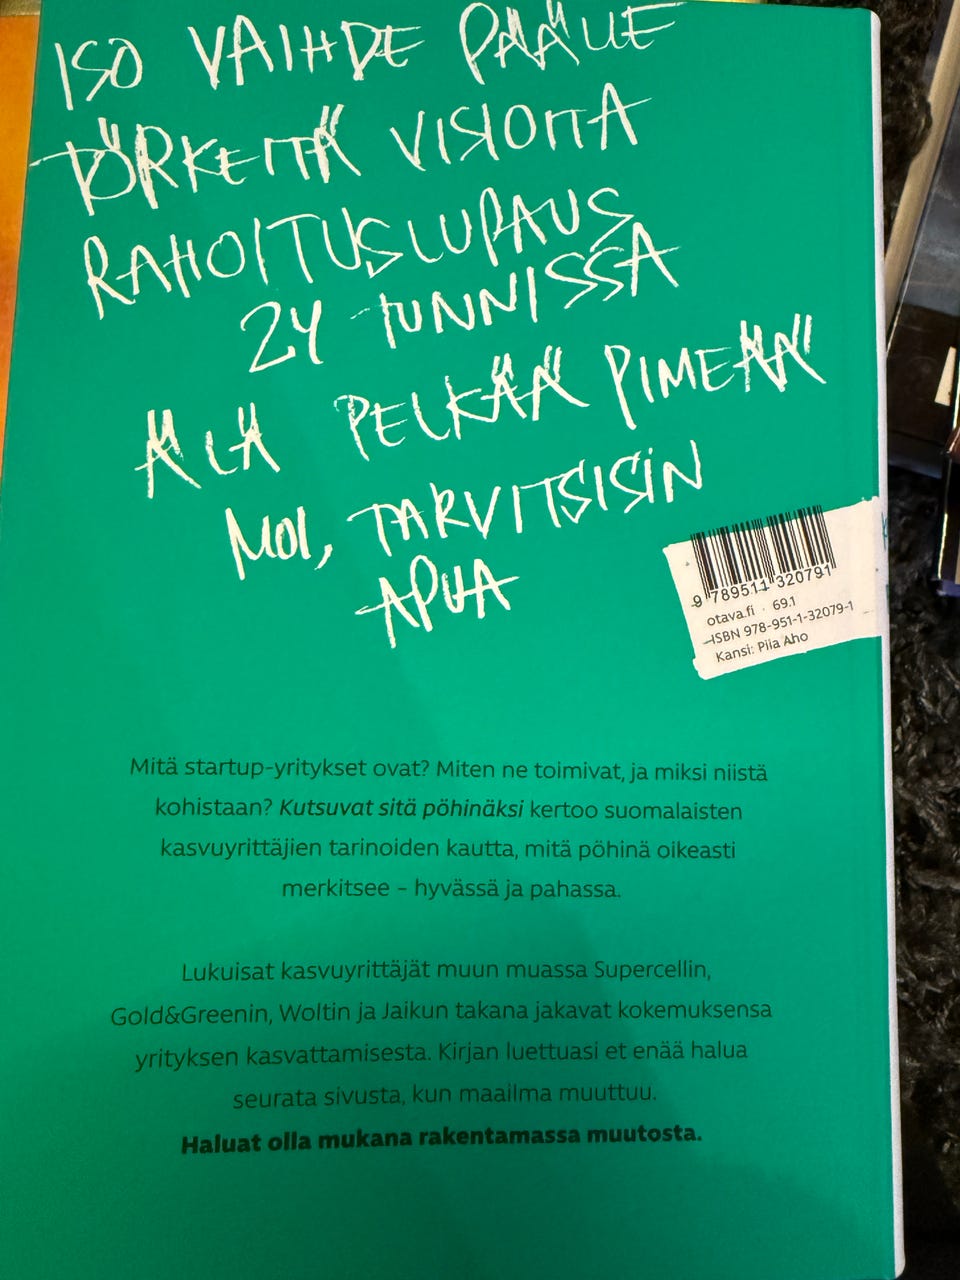 ISO VAIHDE PÄÄLLE
TÖRKEITÄ VISIOITA
RAHOITUSLUPAUS
24 TUNNISSA
ÄLÄ PELKÄÄ PIMEÄÄ
MOI, TARVITSISIN
APUA
9 789511 320791
otava.fi · 69.1
ISBN 978-951-1-32079-1
Kansi: Piia Aho
Mitä startup-yritykset ovat? Miten ne toimivat, ja miksi niistä
kohistaan? Kutsuvat sitä pöhinäksi kertoo suomalaisten
kasvuyrittäjien tarinoiden kautta, mitä pöhinä oikeasti
merkitsee – hyvässä ja pahassa.
Lukuisat kasvuyrittäjät muun muassa Supercellin,
Gold&Greenin, Woltin ja Jaikun takana jakavat kokemuksensa
yrityksen kasvattamisesta. Kirjan luettuasi et enää halua
seurata sivusta, kun maailma muuttuu.
Haluat olla mukana rakentamassa muutosta.